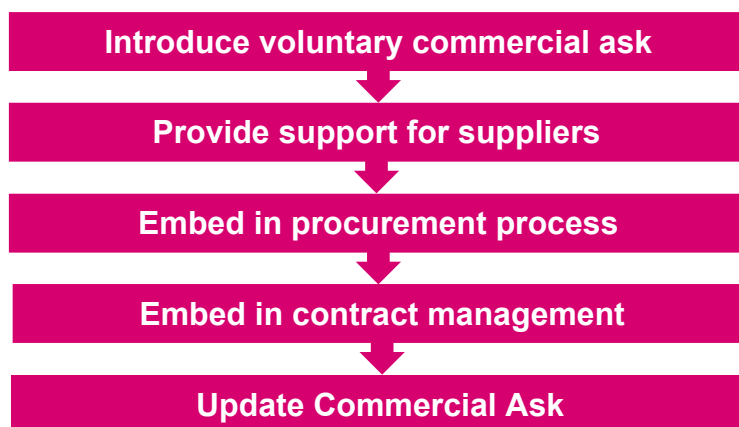 Introduce voluntary commercial ask
Provide support for suppliers
Embed in procurement process
Embed in contract management
Update Commercial Ask